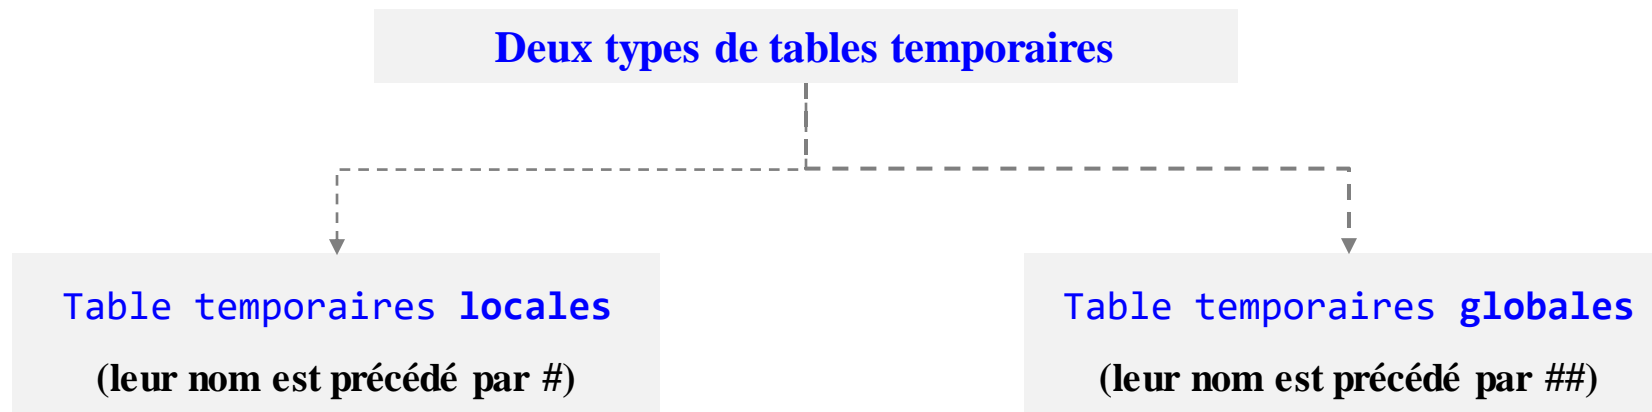 Deux types de tables temporaires
Table temporaires locales
(leur nom est précédé par #)
Table temporaires globales
(leur nom est précédé par ##)